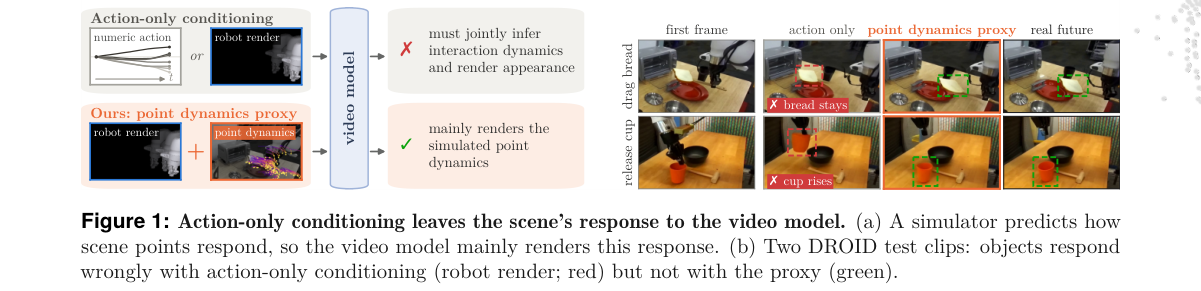 Action-only conditioning
numeric action
t
or
robot render
video model
✗
must jointly infer
interaction dynamics
and render appearance
Ours: point dynamics proxy
robot render
+
point dynamics
✓
mainly renders the
simulated point
dynamics
first frame
action only
point dynamics proxy
real future
drag bread
✗ bread stays
release cup
✗ cup rises
Figure 1: Action-only conditioning leaves the scene's response to the video model. (a) A simulator predicts how
scene points respond, so the video model mainly renders this response. (b) Two DROID test clips: objects respond
wrongly with action-only conditioning (robot render; red) but not with the proxy (green).